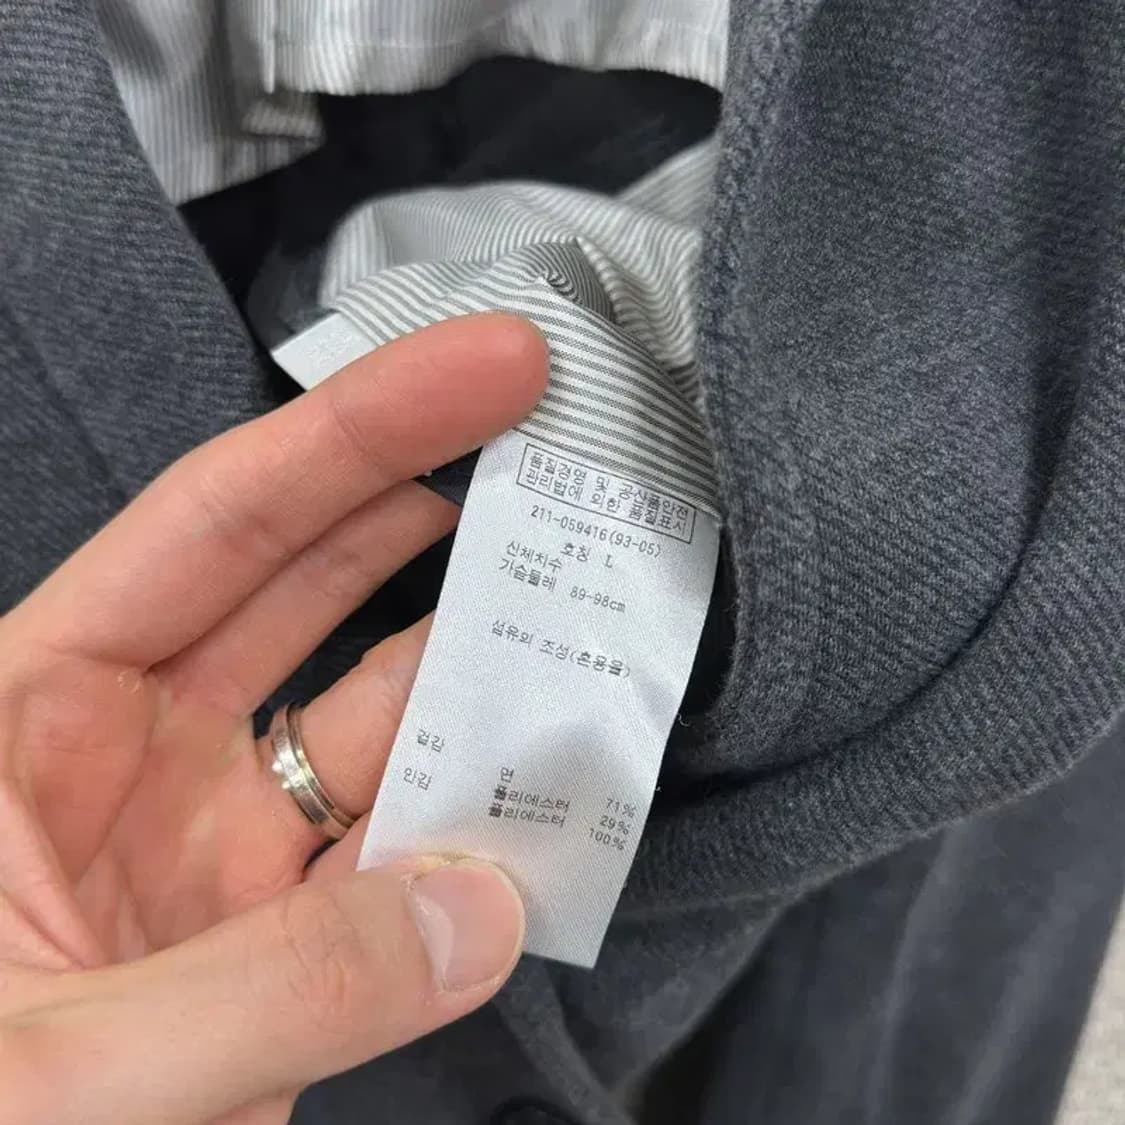 품질경영 및 공산품안전
관리법에 의한 품질표시
211-059416(93-05)
호칭 L
신체치수
가슴둘레 89-98cm
섬유의 조성(혼용율)
겉감 면 71%
폴리에스터 29%
안감 폴리에스터 100%